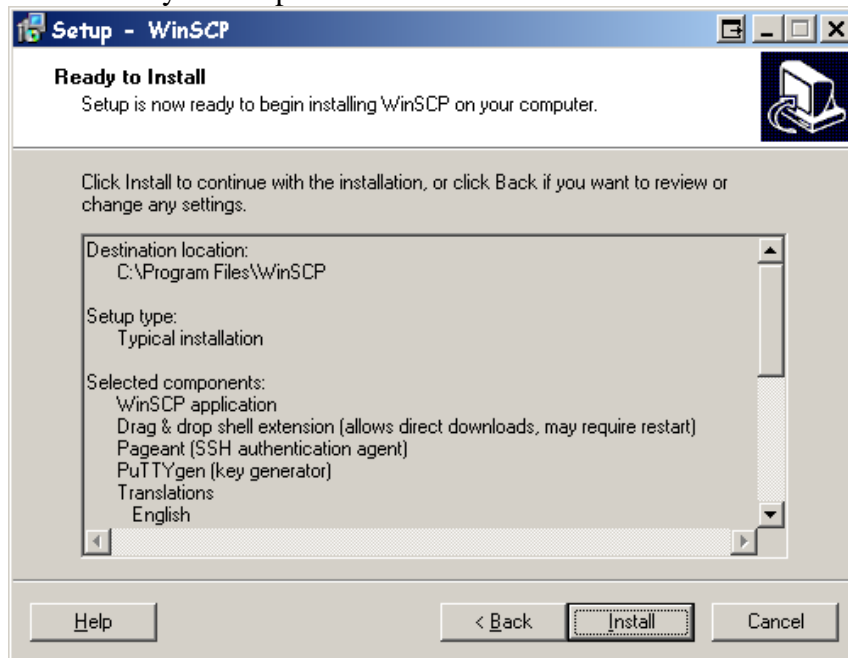 Setup - WinSCP
Ready to Install
Setup is now ready to begin installing WinSCP on your computer.
Click Install to continue with the installation, or click Back if you want to review or
change any settings.
Destination location:
C:\Program Files\WinSCP
Setup type:
Typical installation
Selected components:
WinSCP application
Drag & drop shell extension (allows direct downloads, may require restart)
Pageant (SSH authentication agent)
PuTTYgen (key generator)
Translations
English
Help
< Back
Install
Cancel